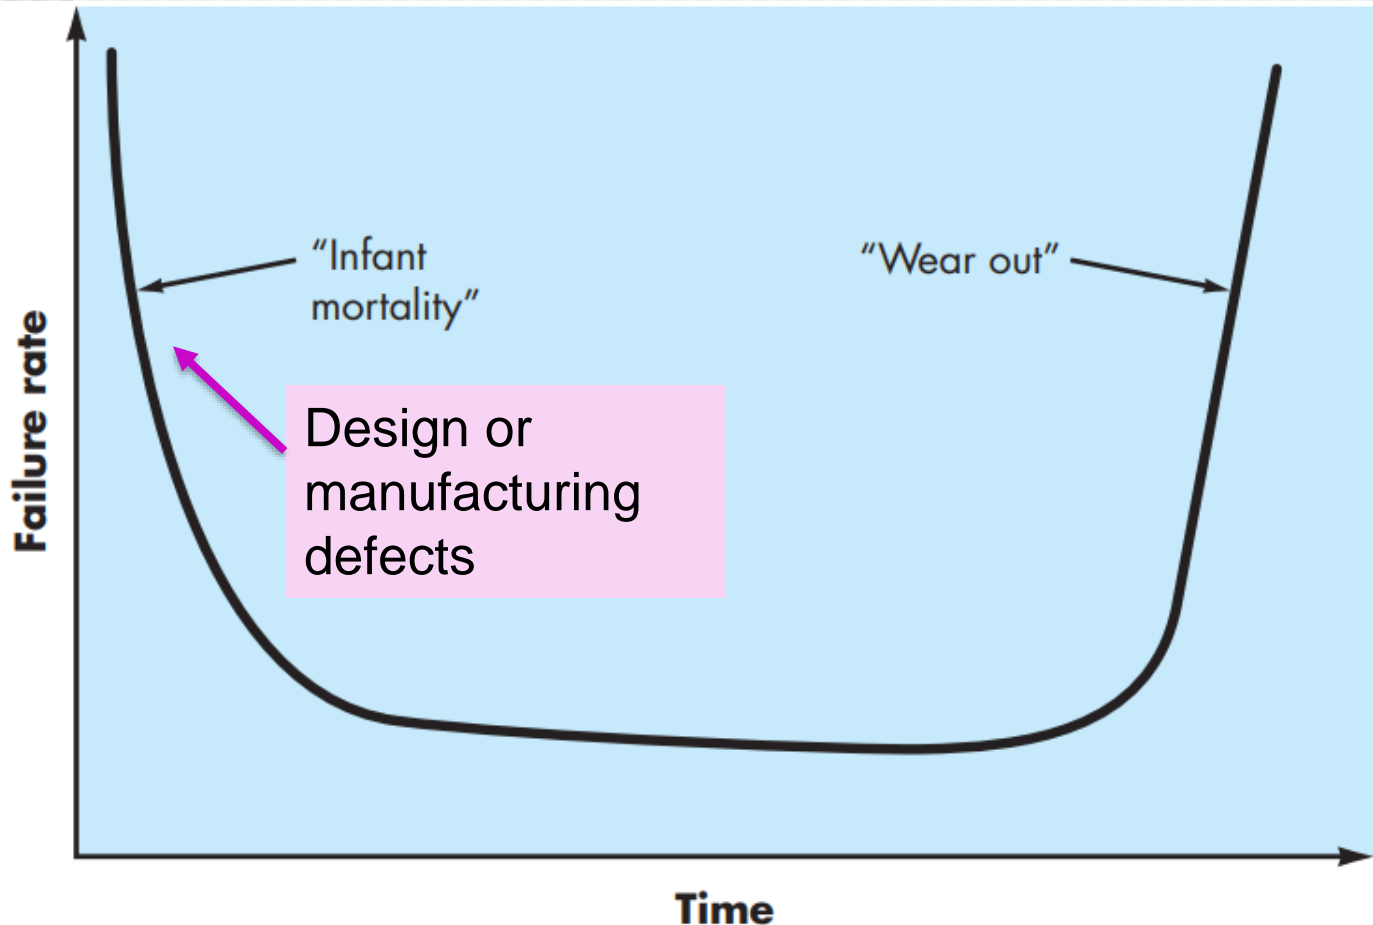 “Infant
mortality”
“Wear out”
Design or
manufacturing
defects
Failure rate
Time